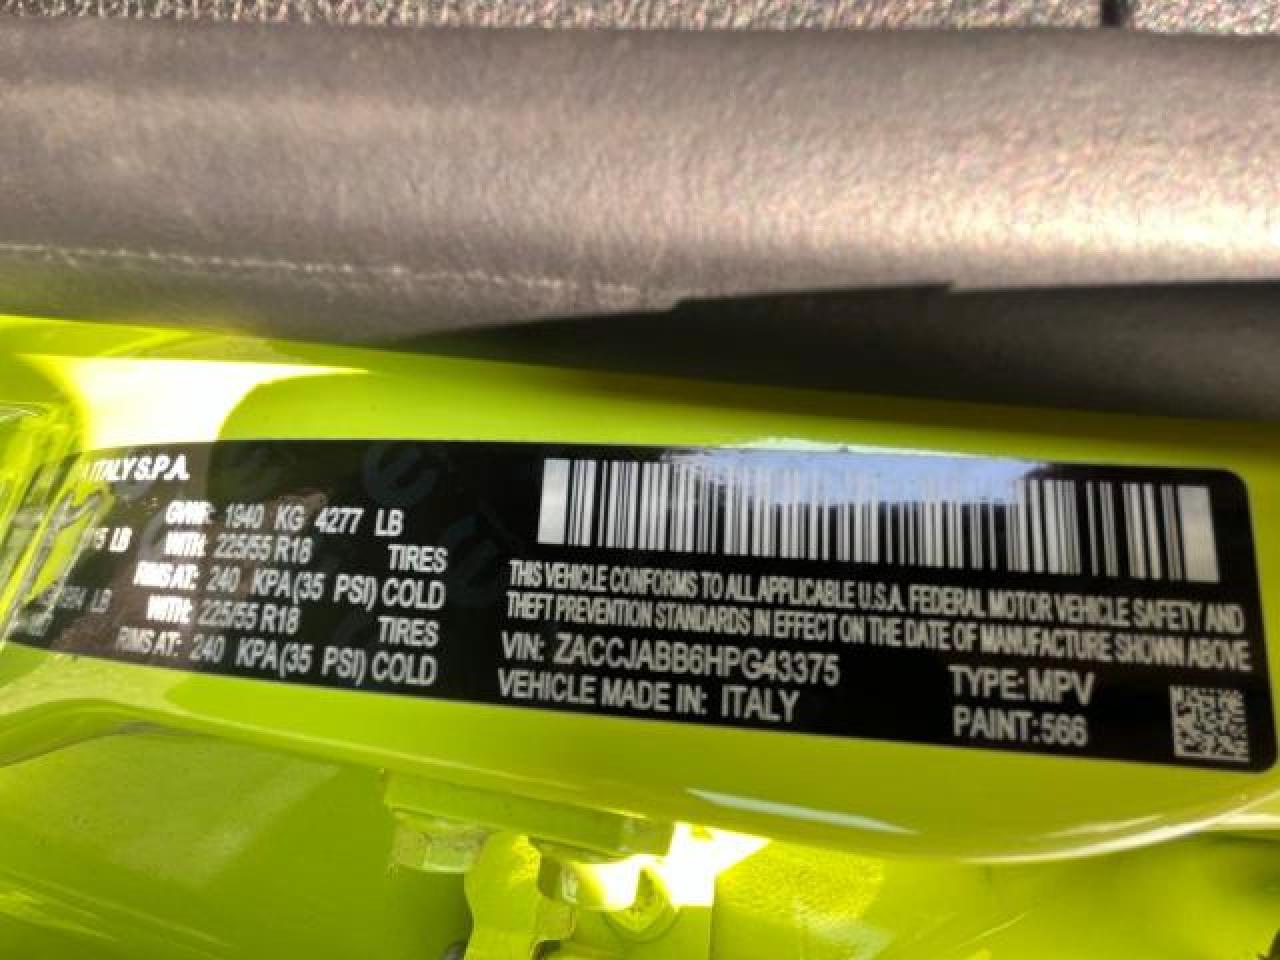 ITALY S.P.A.
GVWR: 1940 KG 4277 LB
LB WITH: 225/55 R18 TIRES
RIMS AT: 240 KPA(35 PSI) COLD
LB WITH: 225/55 R18 TIRES
RIMS AT: 240 KPA(35 PSI) COLD
THIS VEHICLE CONFORMS TO ALL APPLICABLE U.S.A. FEDERAL MOTOR VEHICLE SAFETY AND
THEFT PREVENTION STANDARDS IN EFFECT ON THE DATE OF MANUFACTURE SHOWN ABOVE
VIN: ZACCJABB6HPG43375 TYPE: MPV
VEHICLE MADE IN: ITALY PAINT: 566